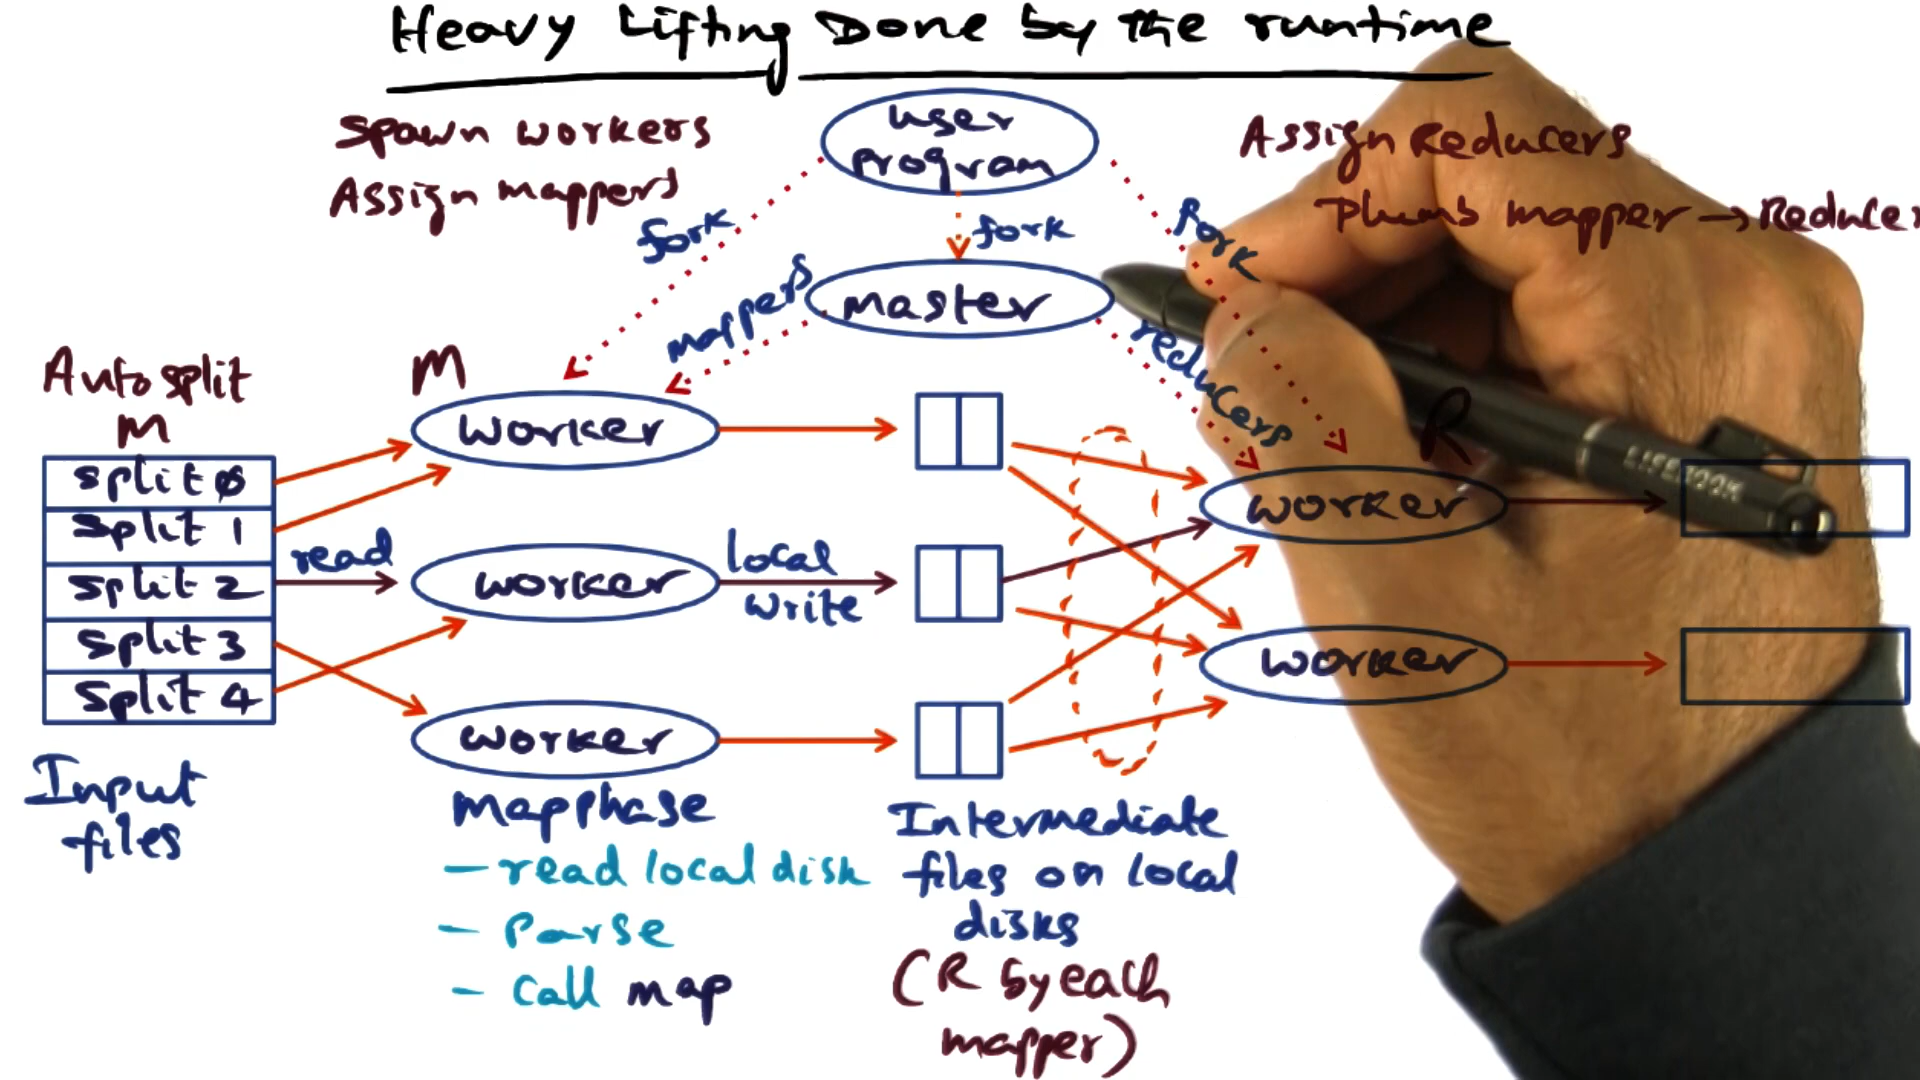 Heavy Lifting Done by the runtime
Spawn workers
Assign mappers
user
program
Assign Reducers
Plumb mapper → Reducer
fork
fork
fork
mappers
master
reducers
Auto split
M
M
R
split 0
split 1
split 2
split 3
split 4
read
worker
worker
worker
local
write
worker
worker
LIFEBOOK
Input
files
map phase
- read local disk
- Parse
- Call map
Intermediate
files on local
disks
(R by each
mapper)